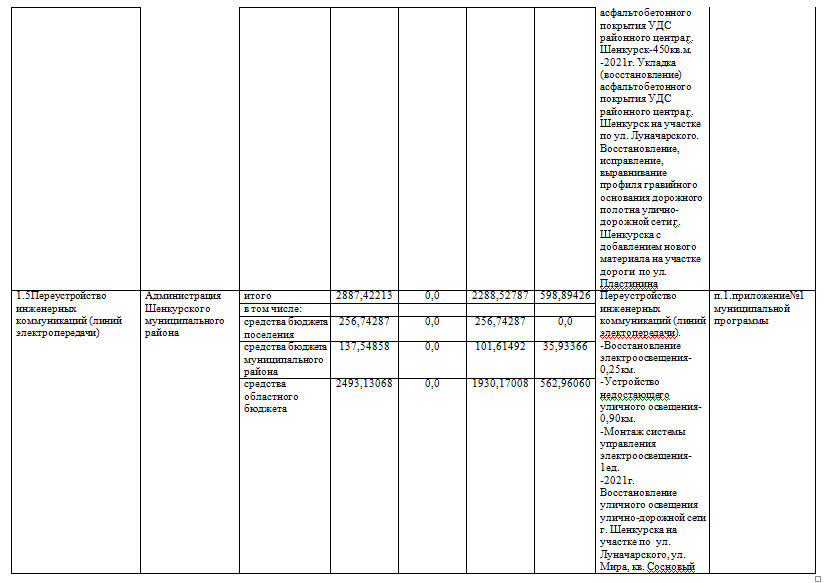 асфальтобетонного
покрытия УДС
районного центраг.
Шенкурск-450кв.м.
-2021г. Укладка
(восстановление)
асфальтобетонного
покрытия УДС
районного центраг.
Шенкурск на участке
по ул. Луначарского.
Восстановление,
исправление,
выравнивание
профиля гравийного
основания дорожного
полотна улично-
дорожной сетиг.
Шенкурска с
добавлением нового
материала на участке
дороги по ул.
Пластинина
1.5Переустройство
инженерных
коммуникаций (линий
электропередачи)
Администрация
Шенкурского
муниципального
района
итого 2887,42213 0,0 2288,52787 598,89426
в том числе:
средства бюджета
поселения
256,74287 0,0 256,74287 0,0
средства бюджета
муниципального
района
137,54858 0,0 101,61492 35,93366
средства
областного
бюджета
2493,13068 0,0 1930,17008 562,96060
Переустройство
инженерных
коммуникаций (линий
электопередачи).
-Восстановление
электроосвещения-
0,25км.
-Устройство
недостающего
уличного освещения-
0,90км.
-Монтаж системы
управления
электроосвещения-
1ед.
-2021г.
Восстановление
уличного освещения
улично-дорожной сети
г. Шенкурска на
участке по ул.
Луначарского, ул.
Мира, кв. Сосновый
п.1.приложение№1
муниципальной
программы